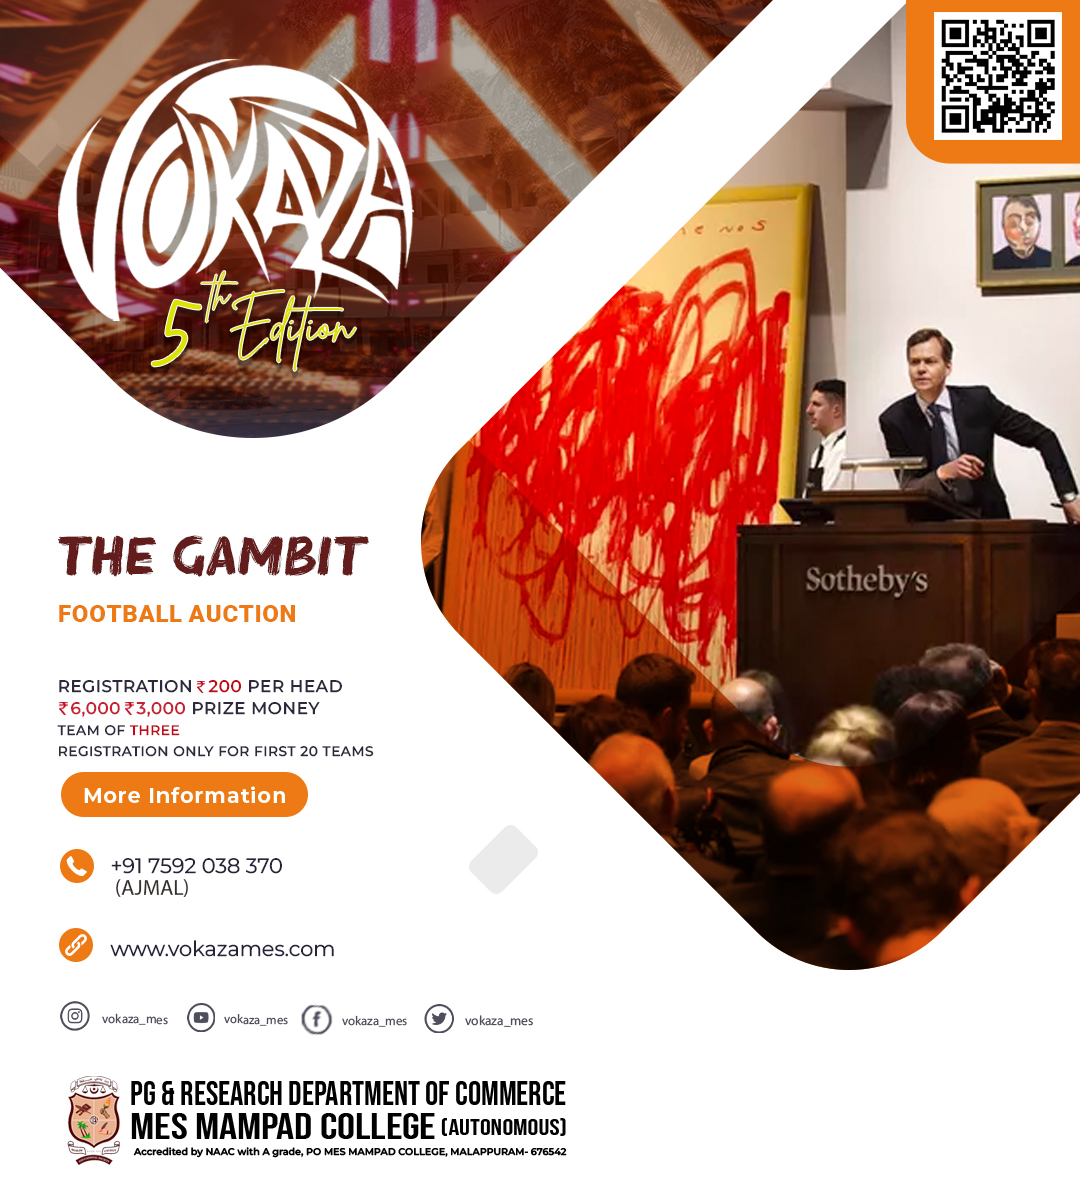 VOKAZA
5th Edition
me nos
Sotheby's
THE GAMBIT
FOOTBALL AUCTION
REGISTRATION ₹200 PER HEAD
₹6,000 ₹3,000 PRIZE MONEY
TEAM OF THREE
REGISTRATION ONLY FOR FIRST 20 TEAMS
More Information
+91 7592 038 370
(AJMAL)
www.vokazames.com
vokaza_mes vokaza_mes vokaza_mes vokaza_mes
PG & RESEARCH DEPARTMENT OF COMMERCE
MES MAMPAD COLLEGE (AUTONOMOUS)
Accredited by NAAC with A grade, PO MES MAMPAD COLLEGE, MALAPPURAM- 676542